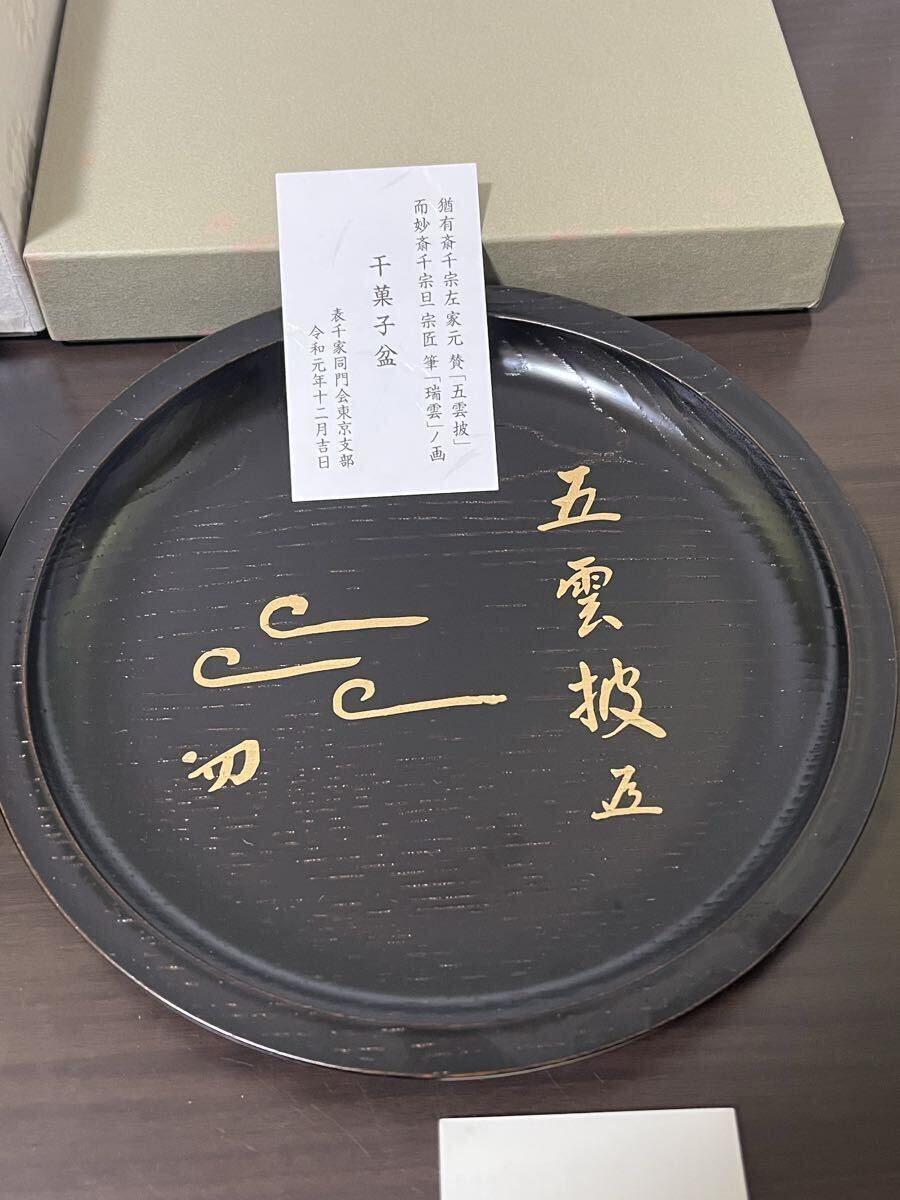 猶有斎千宗左 家元 賛「五雲披」
而妙斎千宗旦 宗匠 筆「瑞雲」ノ画
干菓子盆
表千家同門会東京支部
令和元年十二月吉日
五雲披